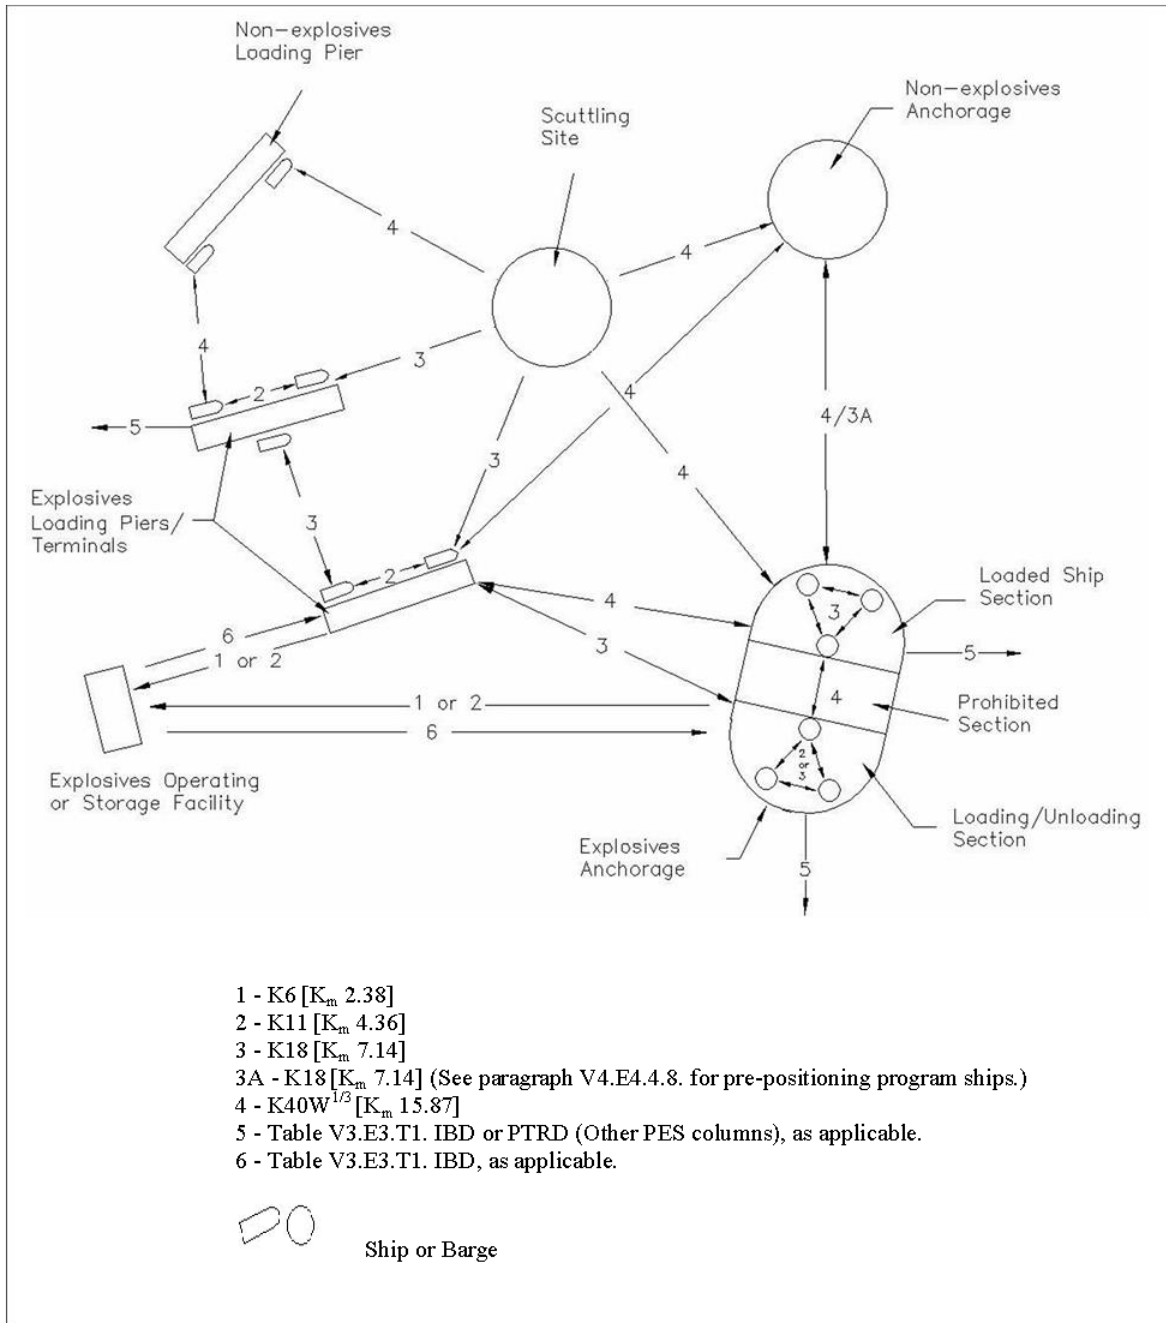 Non-explosives
Loading Pier
Scuttling
Site
Non-explosives
Anchorage
4
4
4
3
2
5
4
4/3A
4
3
Explosives
Loading Piers/
Terminals
3
2
4
3
6
1 or 2
1 or 2
6
Explosives Operating
or Storage Facility
3
Loaded Ship
Section
5
4
Prohibited
Section
2
or
3
Loading/Unloading
Section
Explosives
Anchorage
5
1 - K6 [Km 2.38]
2 - K11 [Km 4.36]
3 - K18 [Km 7.14]
3A - K18 [Km 7.14] (See paragraph V4.E4.4.8. for pre-positioning program ships.)
4 - K40W1/3 [Km 15.87]
5 - Table V3.E3.T1. IBD or PTRD (Other PES columns), as applicable.
6 - Table V3.E3.T1. IBD, as applicable.
Ship or Barge